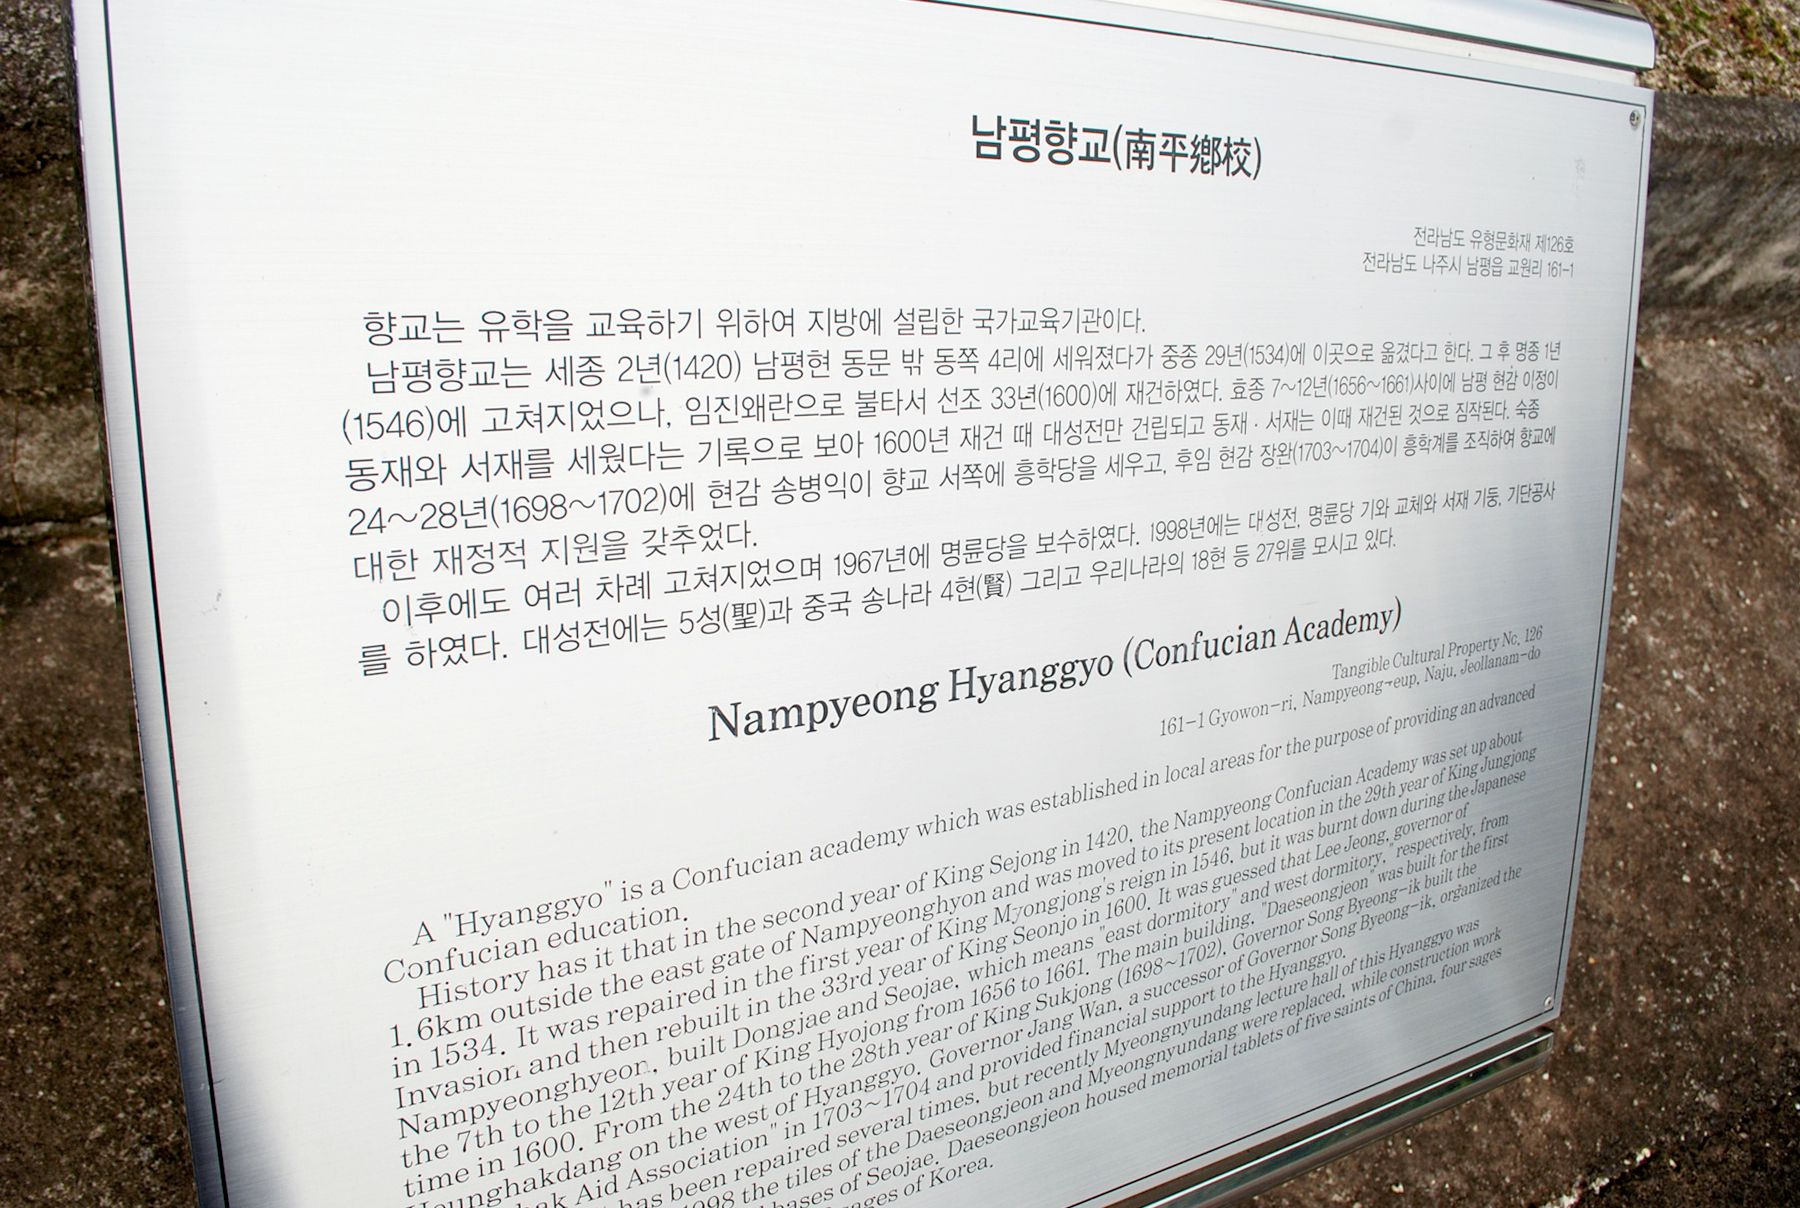 남평향교(南平鄕校)
전라남도 유형문화재 제126호
전라남도 나주시 남평읍 교원리 161-1
향교는 유학을 교육하기 위하여 지방에 설립한 국가교육기관이다.
남평향교는 세종 2년(1420) 남평현 동문 밖 동쪽 4리에 세워졌다가 중종 29년(1534)에 이곳으로 옮겼다고 한다. 그 후 명종 1년
(1546)에 고쳐지었으나, 임진왜란으로 불타서 선조 33년(1600)에 재건하였다. 효종 7~12년(1656~1661)사이에 남평 현감 이정이
동재와 서재를 세웠다는 기록으로 보아 1600년 재건 때 대성전만 건립되고 동재·서재는 이때 재건된 것으로 짐작된다. 숙종
24~28년(1698~1702)에 현감 송병익이 향교 서쪽에 흥학당을 세우고, 후임 현감 장완(1703~1704)이 흥학계를 조직하여 향교에
대한 재정적 지원을 갖추었다.
이후에도 여러 차례 고쳐지었으며 1967년에 명륜당을 보수하였다. 1998년에는 대성전, 명륜당 기와 교체와 서재 기둥, 기단공사
를 하였다. 대성전에는 5성(聖)과 중국 송나라 4현(賢) 그리고 우리나라의 18현 등 27위를 모시고 있다.
Nampyeong Hyanggyo (Confucian Academy)
Tangible Cultural Property No. 126
161-1 Gyowon-ri, Nampyeong-eup, Naju, Jeollanam-do
A "Hyanggyo" is a Confucian academy which was established in local areas for the purpose of providing an advanced
Confucian education.
History has it that in the second year of King Sejong in 1420, the Nampyeong Confucian Academy was set up about
1.6km outside the east gate of Nampyeonghyon and was moved to its present location in the 29th year of King Jungjong
in 1534. It was repaired in the first year of King Myongjong's reign in 1546, but it was burnt down during the Japanese
Invasion and then rebuilt in the 33rd year of King Seonjo in 1600. It was guessed that Lee Jeong, governor of
Nampyeonghyeon, built Dongjae and Seojae, which means "east dormitory" and west dormitory," respectively, from
the 7th to the 12th year of King Hyojong from 1656 to 1661. The main building, "Daeseongjeon" was built for the first
time in 1600. From the 24th to the 28th year of King Sukjong (1698~1702), Governor Song Byeong-ik built the
Heunghakdang on the west of Hyanggyo. Governor Jang Wan, a successor of Governor Song Byeong-ik, organized the
Aid Association" in 1703~1704 and provided financial support to the Hyanggyo.
has been repaired several times, but recently Myeongnyundang lecture hall of this Hyanggyo was
1998 the tiles of the Daeseongjeon and Myeongnyundang were replaced, while construction work
bases of Seojae. Daeseongjeon housed memorial tablets of five saints of China, four sages
sages of Korea.